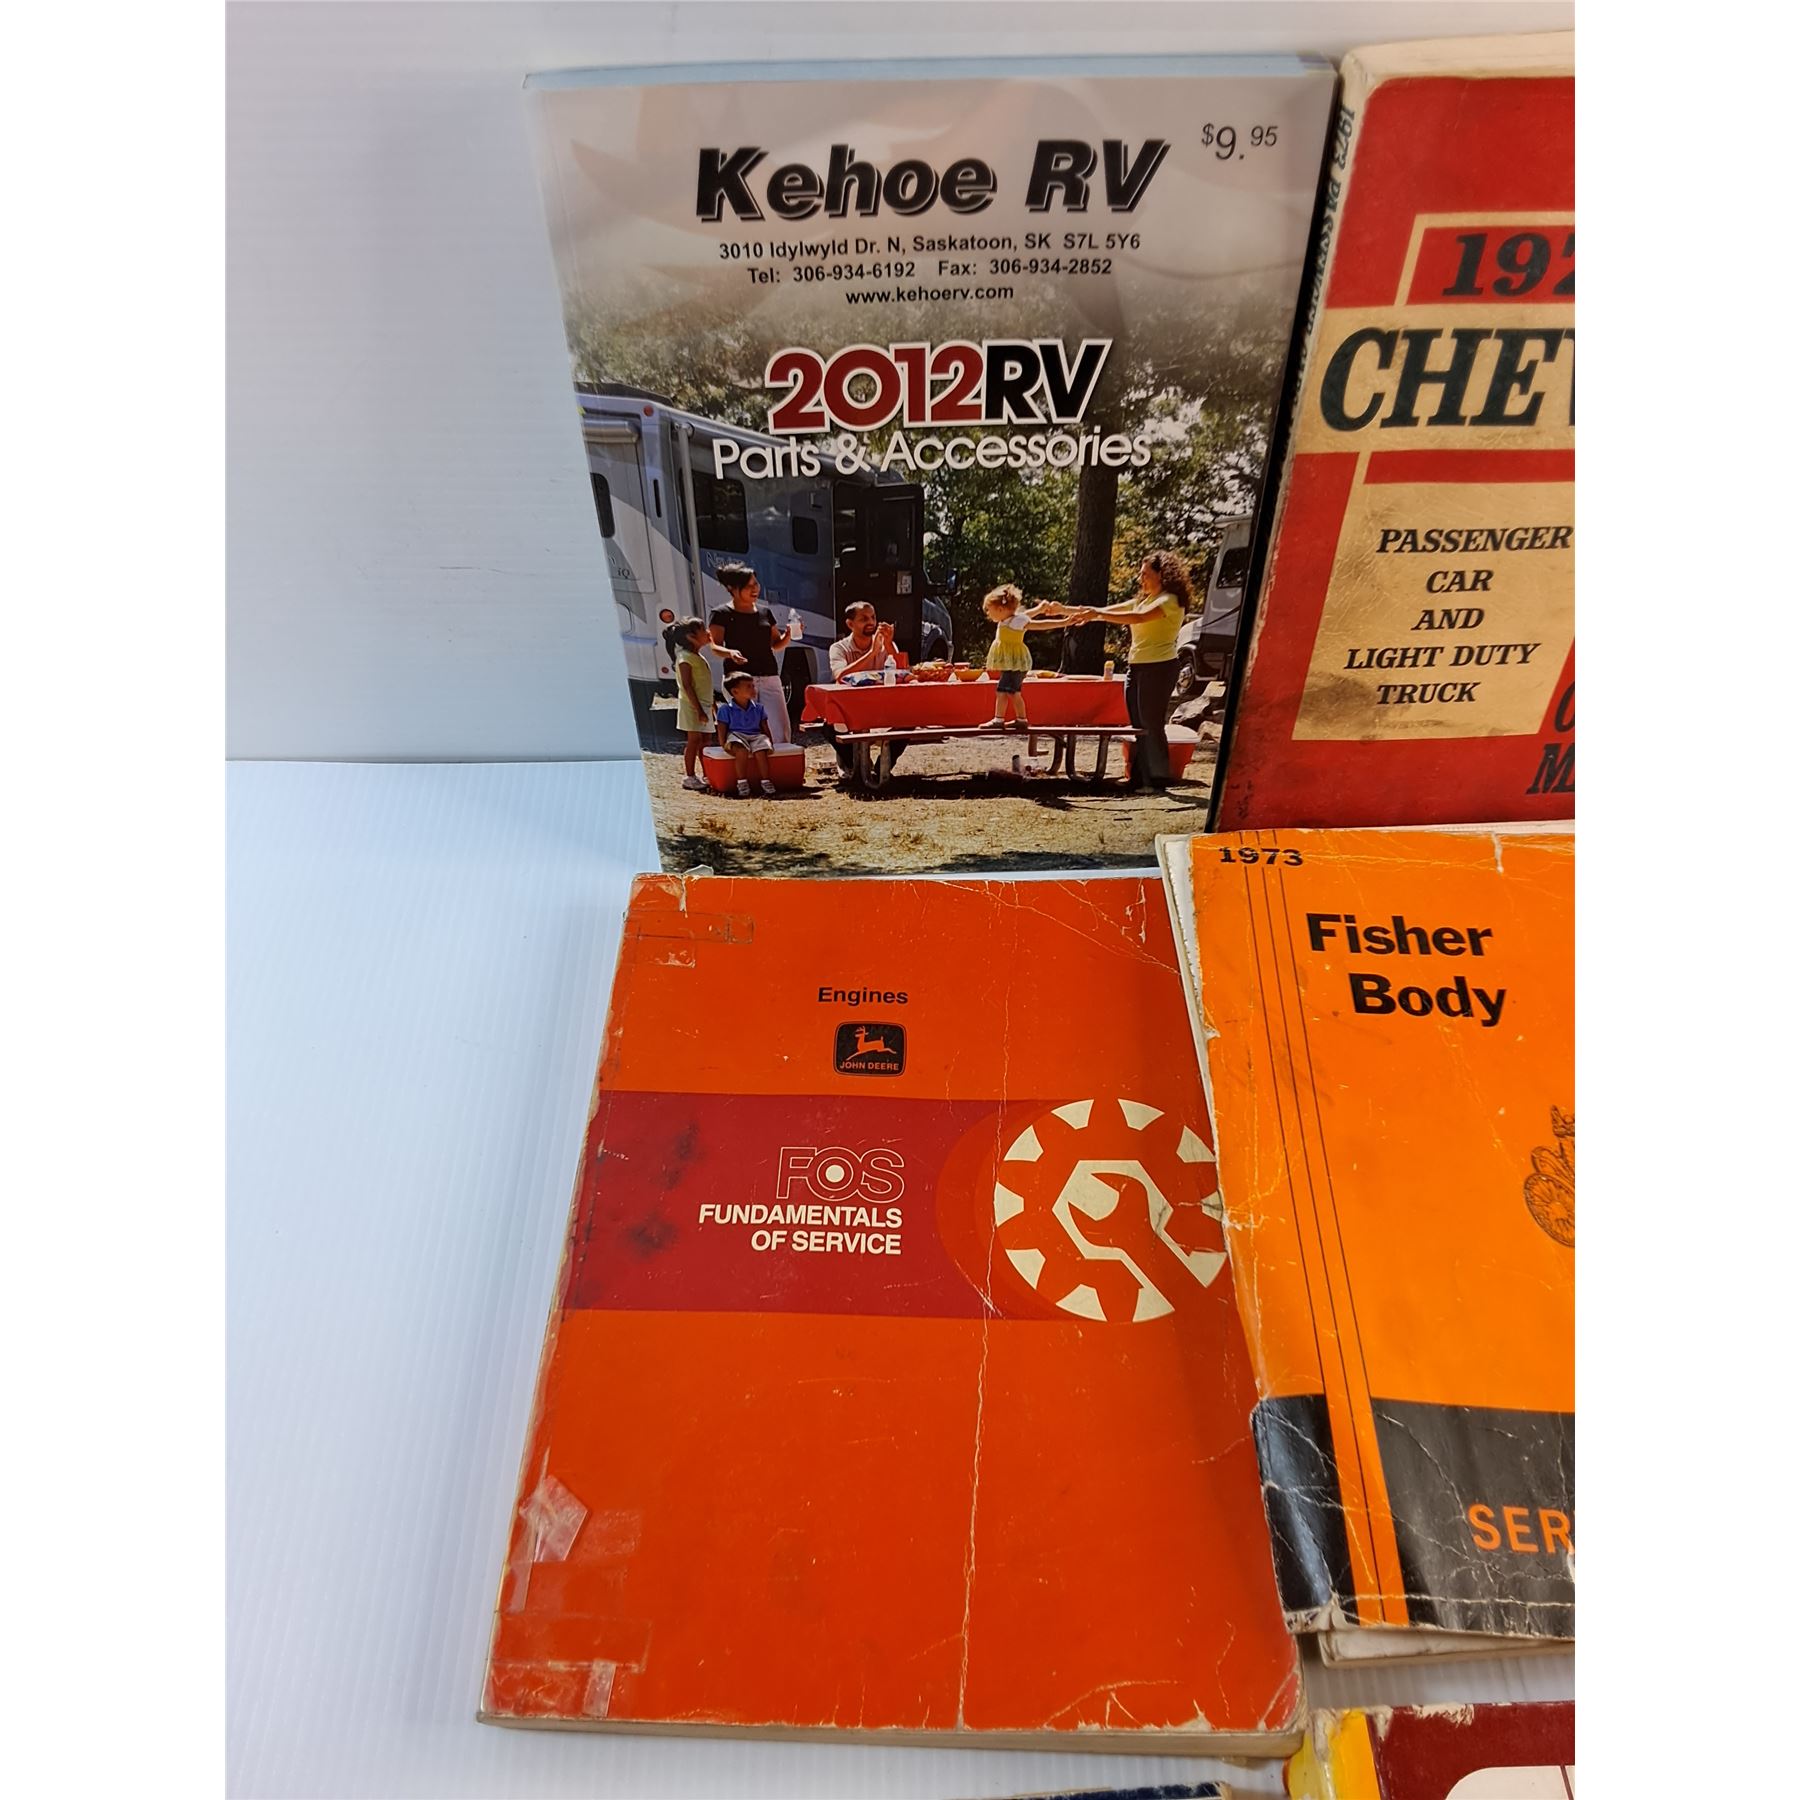 Kehoe RV
$9.95
3010 Idylwyld Dr. N, Saskatoon, SK S7L 5Y6
Tel: 306-934-6192 Fax: 306-934-2852
www.kehoerv.com
2012RV
Parts & Accessories
PASSENGER
CAR
AND
LIGHT DUTY
TRUCK
1973
Fisher
Body
Engines
JOHN DEERE
FOS
FUNDAMENTALS
OF SERVICE